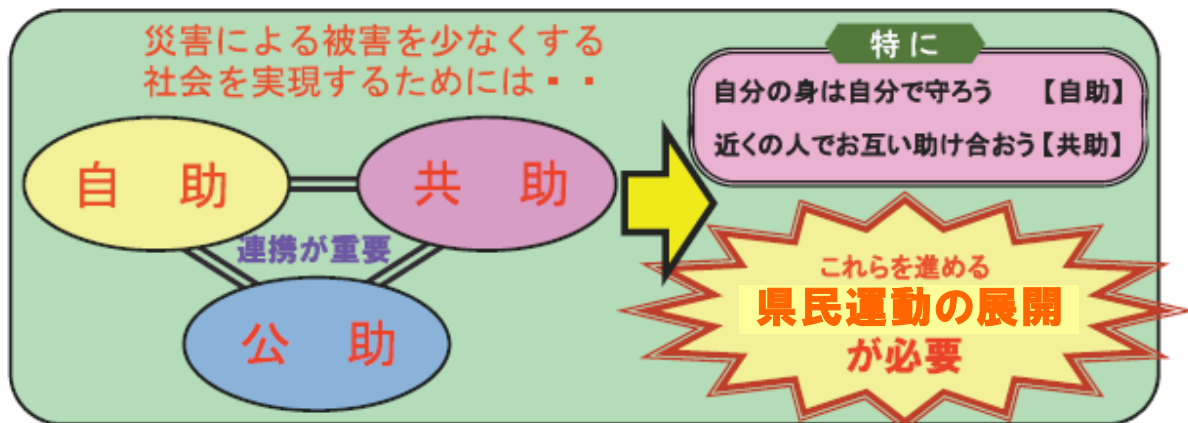 災害による被害を少なくする
社会を実現するためには・・
自 助
共 助
連携が重要
公 助
特に
自分の身は自分で守ろう 【自助】
近くの人でお互い助け合おう【共助】
これらを進める
県民運動の展開
が必要